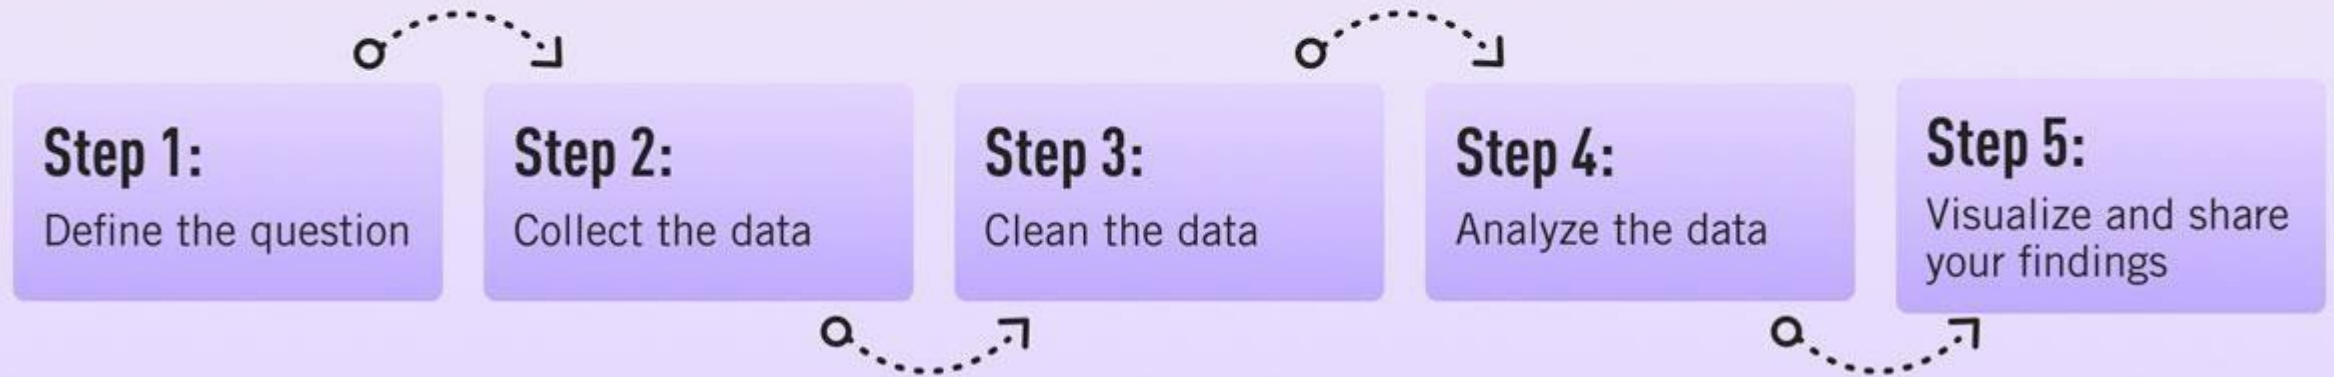 Step 1:
Define the question
Step 2:
Collect the data
Step 3:
Clean the data
Step 4:
Analyze the data
Step 5:
Visualize and share
your findings